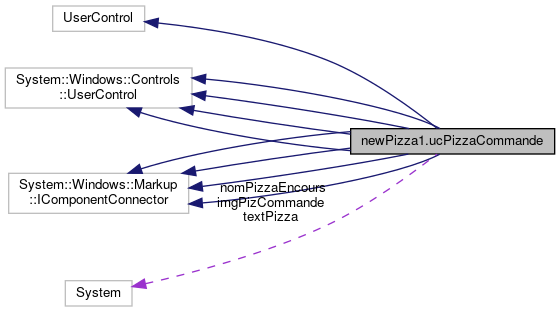 UserControl
System::Windows::Controls
::UserControl
newPizza1.ucPizzaCommande
System::Windows::Markup
::IComponentConnector
nomPizzaEncours
imgPizCommande
textPizza
System